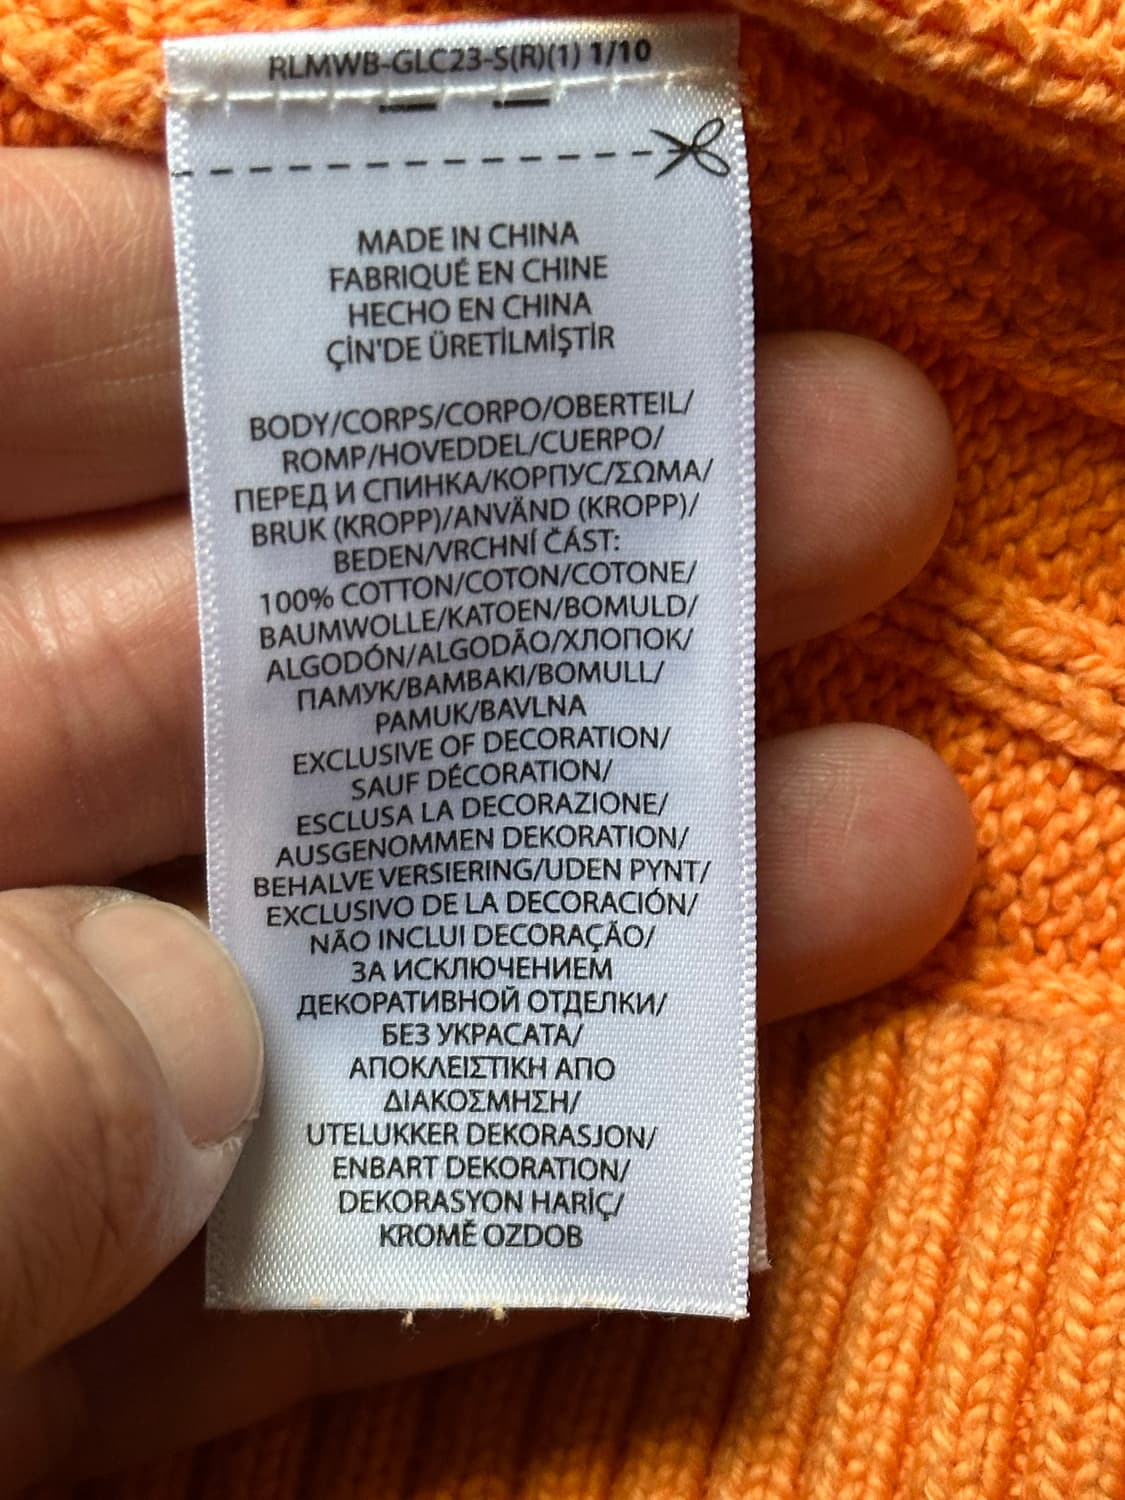 RLMWB-GLC23-S(R)(1) 1/10
MADE IN CHINA
FABRIQUÉ EN CHINE
HECHO EN CHINA
ÇİN'DE ÜRETİLMİŞTİR
BODY/CORPS/CORPO/OBERTEIL/
ROMP/HOVEDDEL/CUERPO/
ПЕРЕД И СПИНКА/КОРПУС/ΣΩΜΑ/
BRUK (KROPP)/ANVÄND (KROPP)/
BEDEN/VRCHNÍ ČÁST:
100% COTTON/COTON/COTONE/
BAUMWOLLE/KATOEN/BOMULD/
ALGODÓN/ALGODÃO/ХЛОПОК/
ПАМУК/BAMBAKI/BOMULL/
PAMUK/BAVLNA
EXCLUSIVE OF DECORATION/
SAUF DÉCORATION/
ESCLUSA LA DECORAZIONE/
AUSGENOMMEN DEKORATION/
BEHALVE VERSIERING/UDEN PYNT/
EXCLUSIVO DE LA DECORACIÓN/
NÃO INCLUI DECORAÇÃO/
ЗА ИСКЛЮЧЕНИЕМ
ДЕКОРАТИВНОЙ ОТДЕЛКИ/
БЕЗ УКРАСАТА/
ΑΠΟΚΛΕΙΣΤΙΚΗ ΑΠΟ
ΔΙΑΚΟΣΜΗΣΗ/
UTELUKKER DEKORASJON/
ENBART DEKORATION/
DEKORASYON HARİÇ/
KROMĚ OZDOB